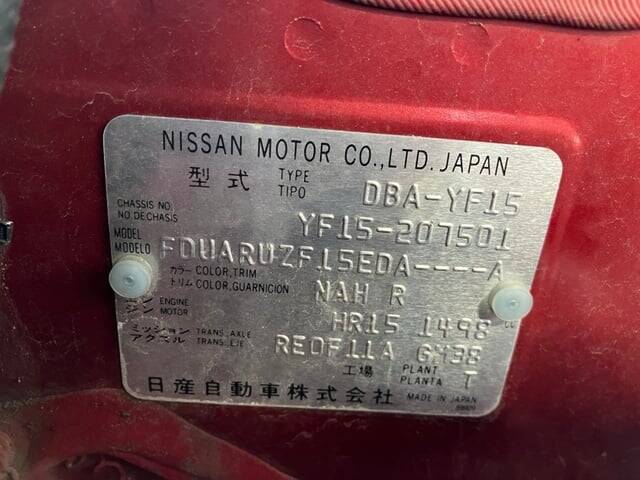 NISSAN MOTOR CO.,LTD. JAPAN
型式 TYPE TIPO DBA-YF15
CHASSIS NO. NO.DECHASIS YF15-207501
MODEL MODELO FDUARUZF15EDA----A
カラー トリム COLOR,TRIM COLOR,GUARNICION NAH R
ENGINE MOTOR HR15 1498 cc
ミッション アクスル TRANS.,AXLE TRANS.,EJE REOF11A GM38
工場 PLANT PLANTA T
日産自動車株式会社 MADE IN JAPAN